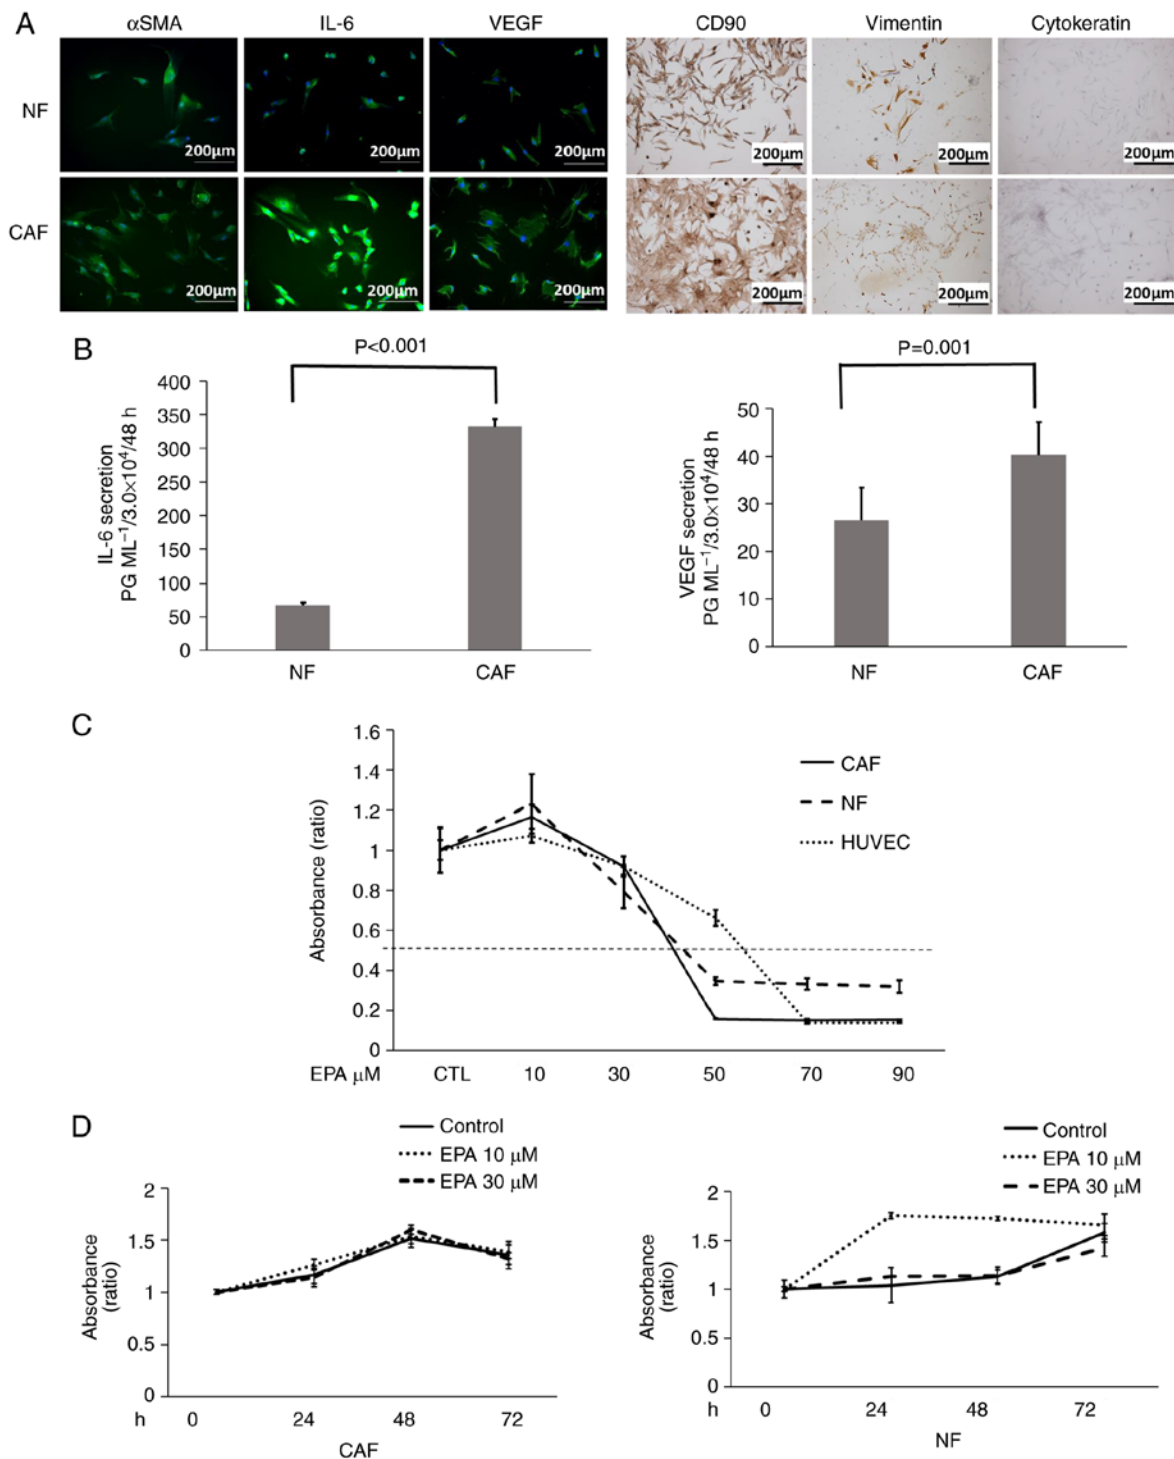 A
αSMA IL-6 VEGF CD90 Vimentin Cytokeratin
NF
200µm 200µm 200µm 200µm 200µm 200µm
CAF
200µm 200µm 200µm 200µm 200µm 200µm
B
P<0.001
IL-6 secretion
PG ML⁻¹/3.0×10⁴/48 h
400
350
300
250
200
150
100
50
0
NF CAF
P=0.001
VEGF secretion
PG ML⁻¹/3.0×10⁴/48 h
50
40
30
20
10
0
NF CAF
C
Absorbance (ratio)
1.6
1.4
1.2
1
0.8
0.6
0.4
0.2
0
CAF
NF
HUVEC
EPA µM CTL 10 30 50 70 90
D
Control
EPA 10 µM
EPA 30 µM
Absorbance
(ratio)
2
1.5
1
0.5
0
h 0 24 48 72
CAF
Control
EPA 10 µM
EPA 30 µM
Absorbance
(ratio)
2
1.5
1
0.5
0
h 0 24 48 72
NF